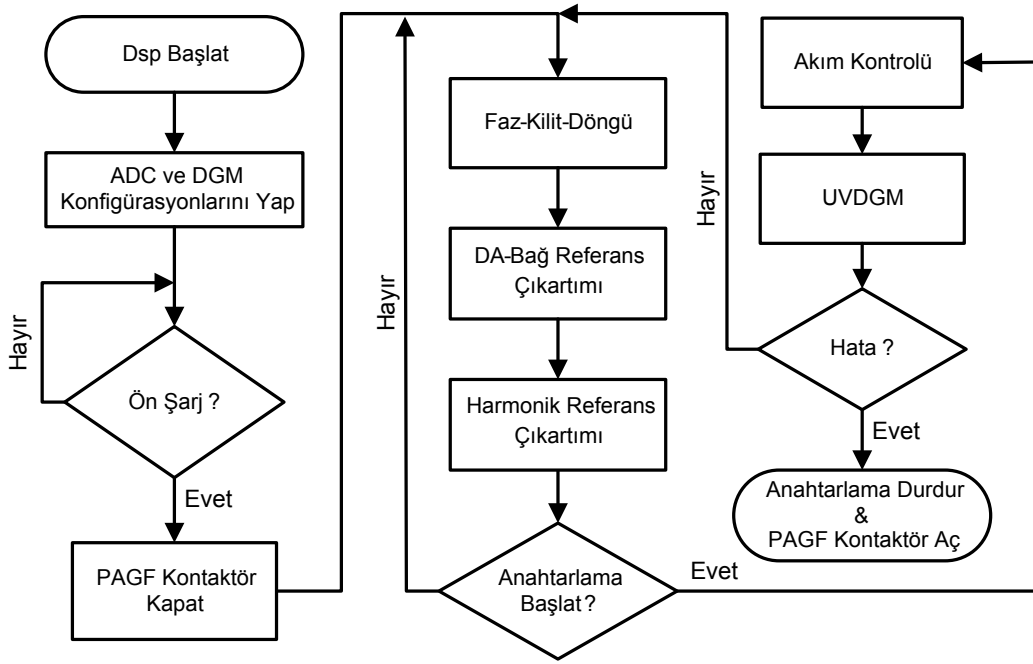 Dsp Başlat
ADC ve DGM
Konfigürasyonlarını Yap
Hayır
Ön Şarj ?
Evet
PAGF Kontaktör
Kapat
Hayır
Faz-Kilit-Döngü
DA-Bağ Referans
Çıkartımı
Harmonik Referans
Çıkartımı
Anahtarlama
Başlat?
Evet
Akım Kontrolü
UVDGM
Hayır
Hata ?
Evet
Anahtarlama Durdur
&
PAGF Kontaktör Aç